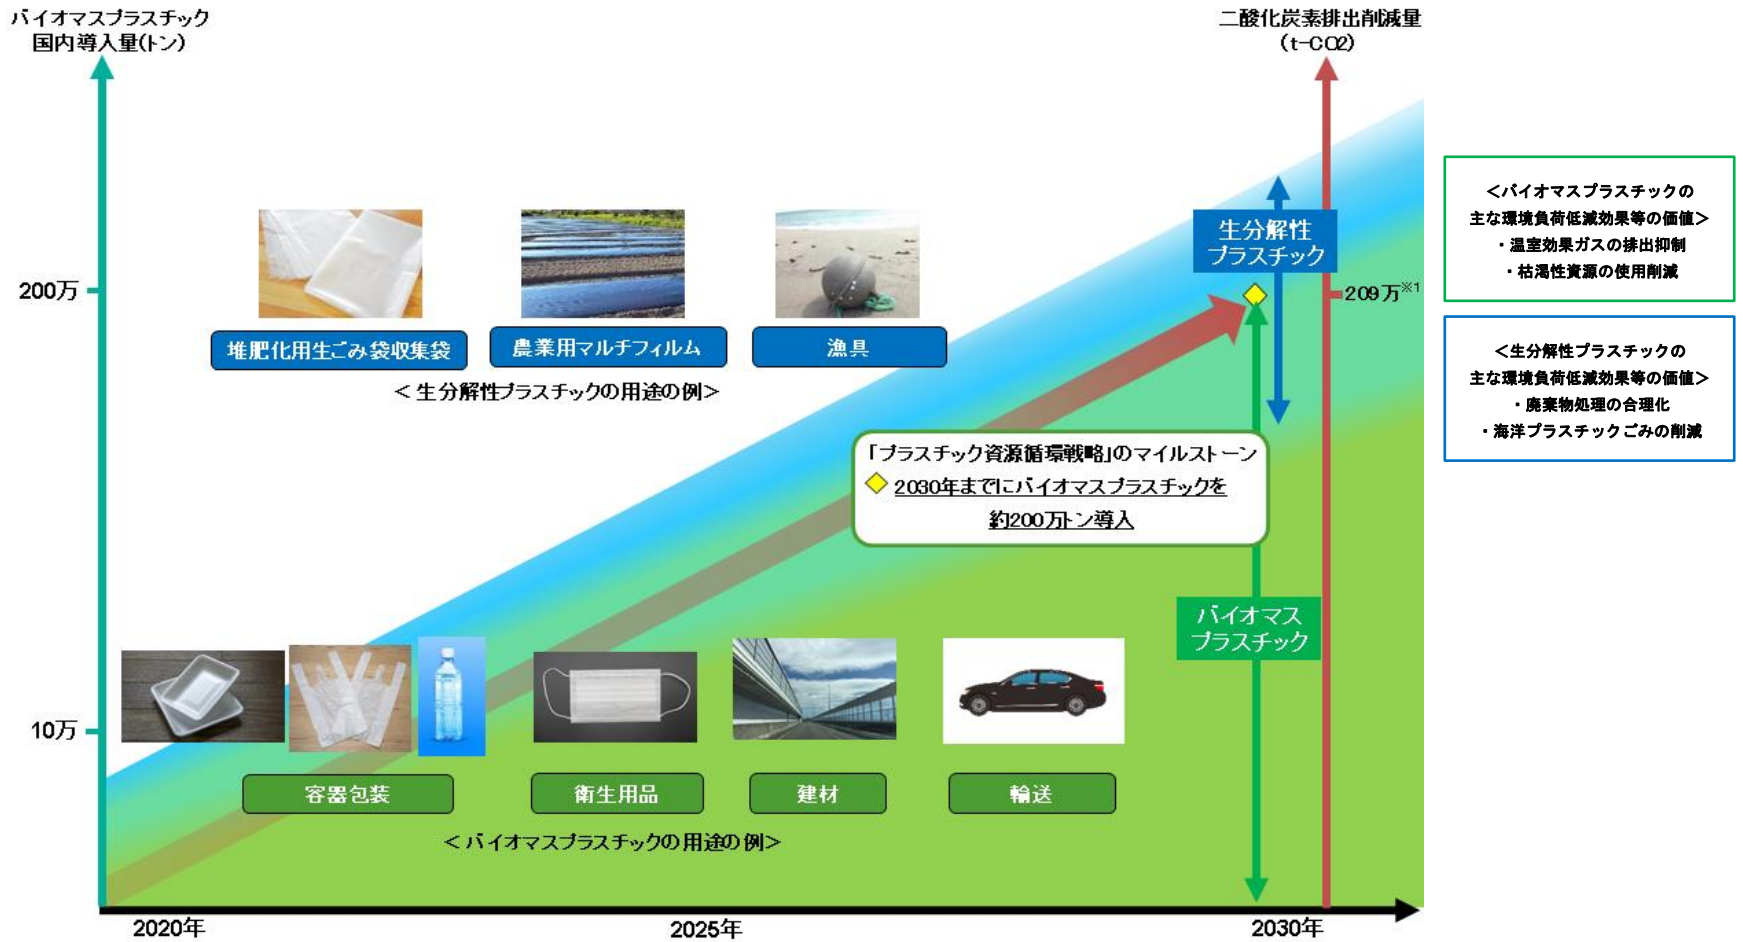 バイオマスプラスチック
国内導入量(トン)
二酸化炭素排出削減量
(t-CO2)
<バイオマスプラスチックの
主な環境負荷低減効果等の価値>
・温室効果ガスの排出抑制
・枯渇性資源の使用削減
生分解性
プラスチック
200万
209万※1
堆肥化用生ごみ袋収集袋
農業用マルチフィルム
漁具
<生分解性プラスチックの用途の例>
<生分解性プラスチックの
主な環境負荷低減効果等の価値>
・廃棄物処理の合理化
・海洋プラスチックごみの削減
「プラスチック資源循環戦略」のマイルストーン
2030年までにバイオマスプラスチックを
約200万トン導入
バイオマス
プラスチック
10万
容器包装
衛生用品
建材
輸送
<バイオマスプラスチックの用途の例>
2020年
2025年
2030年